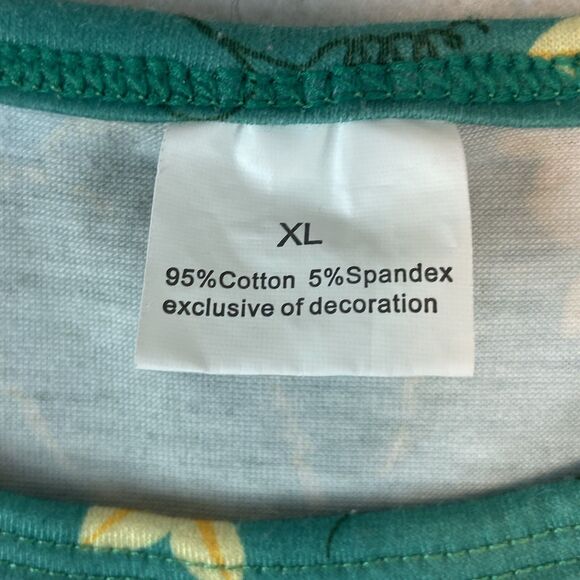 XL
95%Cotton 5%Spandex
exclusive of decoration